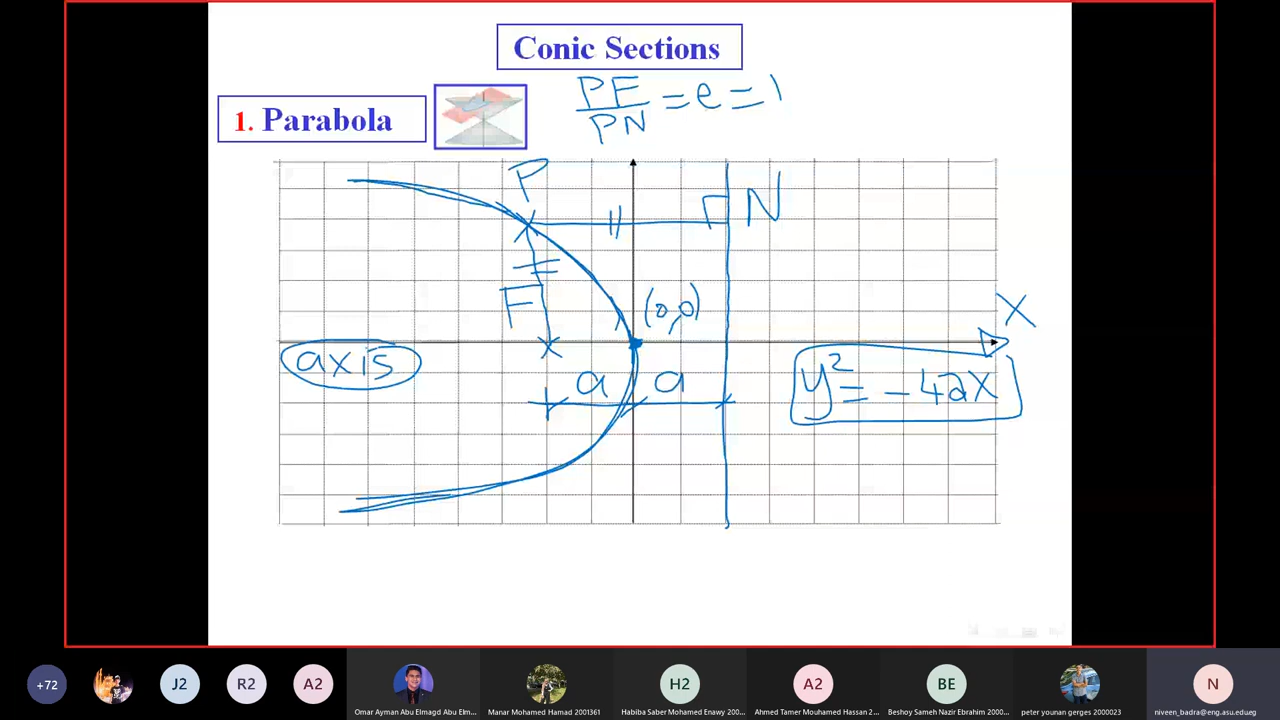 Conic Sections
PF/PN = e = 1
1. Parabola
P
N
F
(0,0)
X
axis
a a
y² = -4ax
+72
J2
R2
A2
H2
A2
BE
N
Omar Ayman Abu Elmagd Abu Elm...
Manar Mohamed Hamad 2001361
Habiba Saber Mohamed Enawy 200...
Ahmed Tamer Mouhamed Hassan 2...
Beshoy Sameh Nazir Ebrahim 2000...
peter younan gerges 2000023
niveen_badra@eng.asu.edu.eg